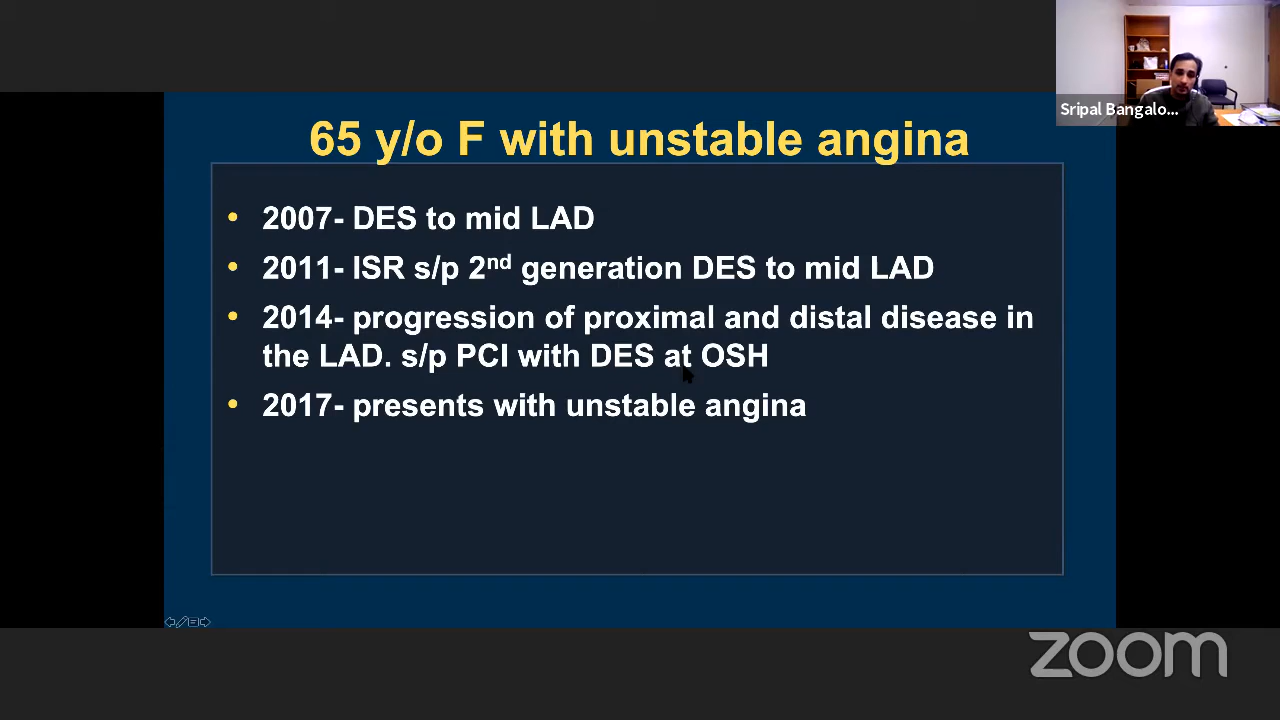 Sripal Bangalo...
65 y/o F with unstable angina
• 2007- DES to mid LAD
• 2011- ISR s/p 2nd generation DES to mid LAD
• 2014- progression of proximal and distal disease in
the LAD. s/p PCI with DES at OSH
• 2017- presents with unstable angina
zoom